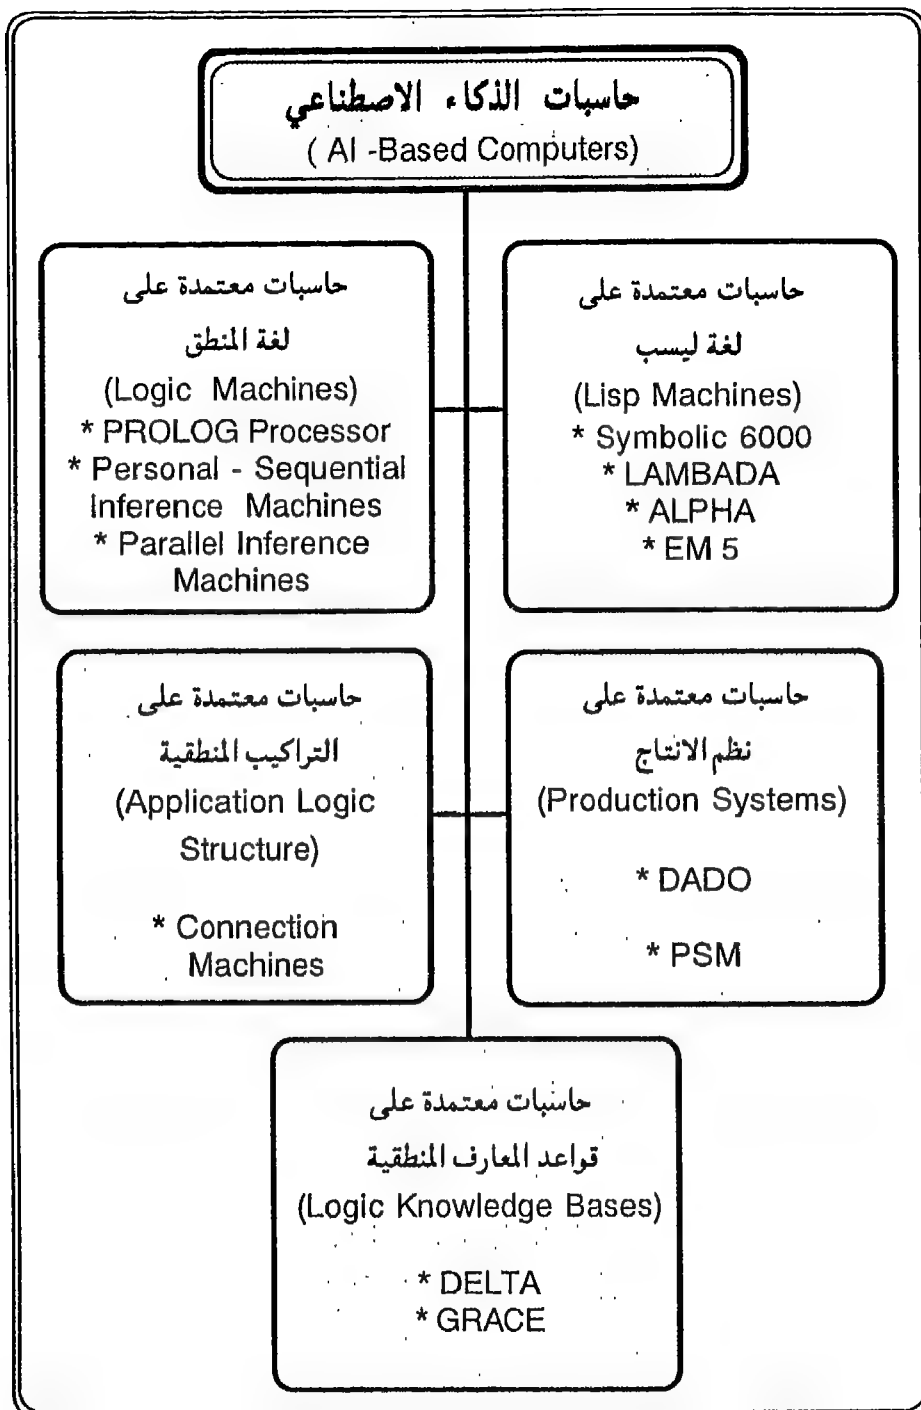 حاسبات الذكاء الاصطناعي
( AI -Based Computers)
حاسبات معتمدة على
لغة ليسب
(Lisp Machines)
* Symbolic 6000
* LAMBADA
* ALPHA
* EM 5
حاسبات معتمدة على
لغة المنطق
(Logic Machines)
* PROLOG Processor
* Personal - Sequential
Inference Machines
* Parallel Inference
Machines
حاسبات معتمدة على
نظم الانتاج
(Production Systems)
* DADO
* PSM
حاسبات معتمدة على
التراكيب المنطقية
(Application Logic
Structure)
* Connection
Machines
حاسبات معتمدة على
قواعد المعارف المنطقية
(Logic Knowledge Bases)
* DELTA
* GRACE